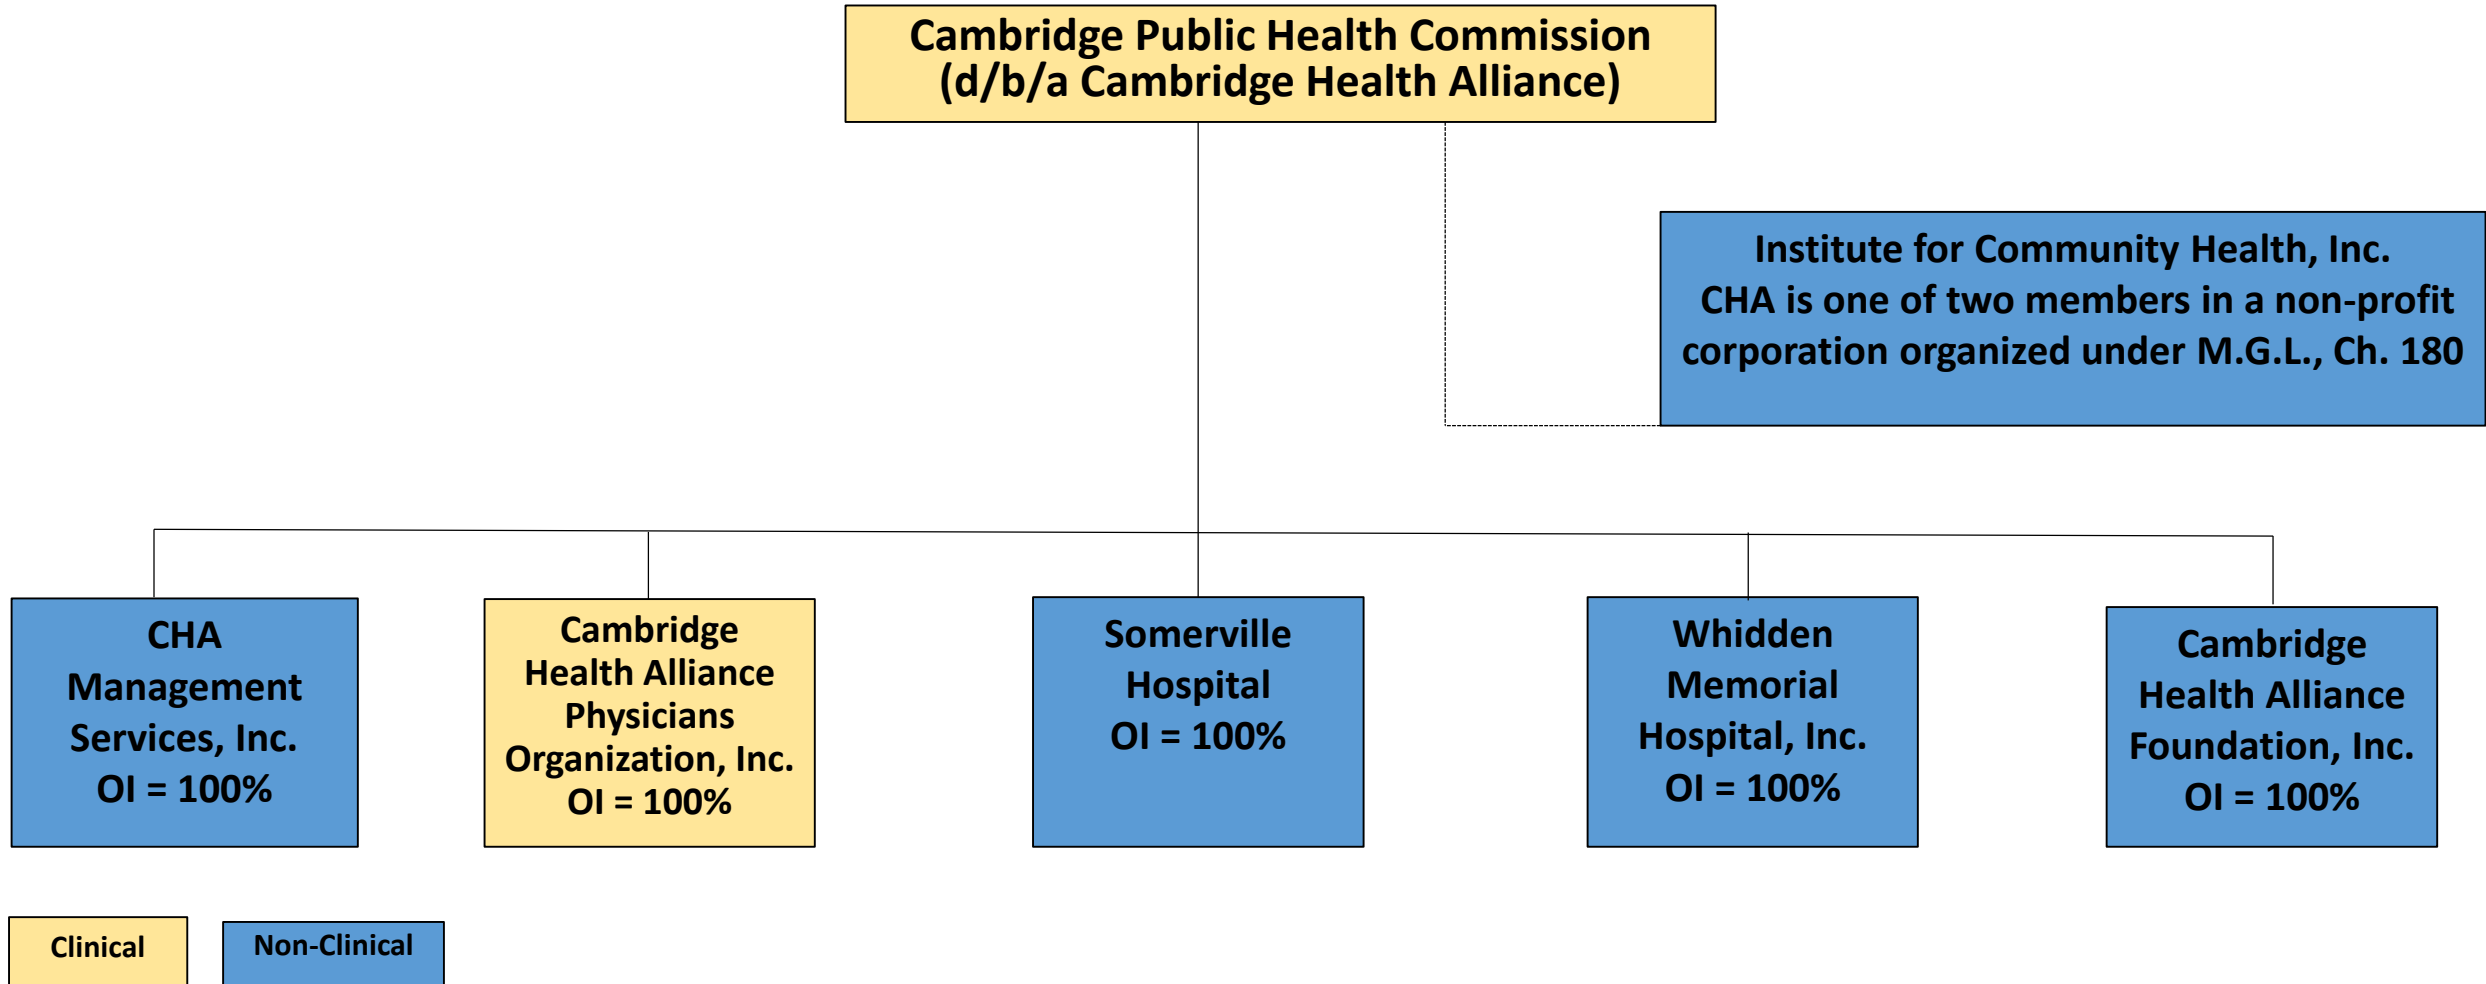 Cambridge Public Health Commission
(d/b/a Cambridge Health Alliance)
Institute for Community Health, Inc.
CHA is one of two members in a non-profit
corporation organized under M.G.L., Ch. 180
CHA
Management
Services, Inc.
OI = 100%
Cambridge
Health Alliance
Physicians
Organization, Inc.
OI = 100%
Somerville
Hospital
OI = 100%
Whidden
Memorial
Hospital, Inc.
OI = 100%
Cambridge
Health Alliance
Foundation, Inc.
OI = 100%
Clinical
Non-Clinical